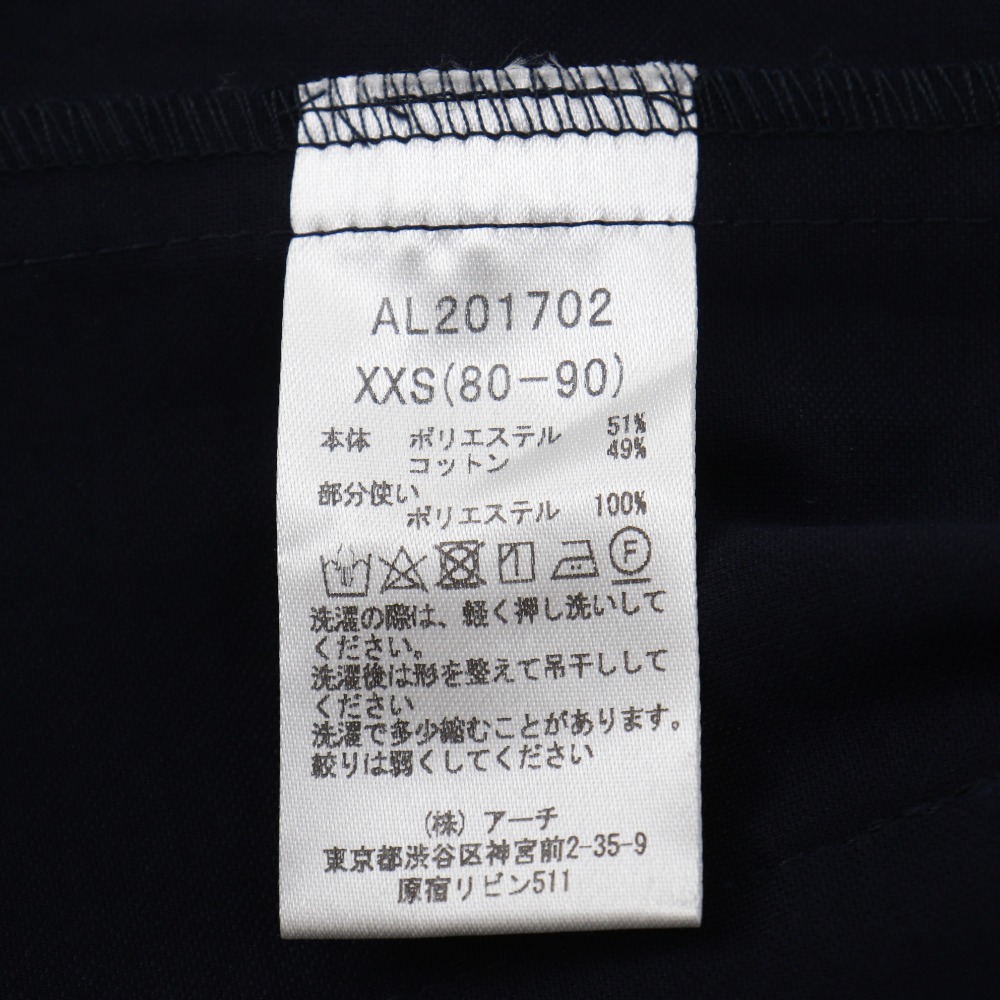 AL201702
XXS(80-90)
本体 ポリエステル 51%
コットン 49%
部分使い
ポリエステル 100%
F
洗濯の際は、軽く押し洗いして
ください。
洗濯後は形を整えて吊干しして
ください
洗濯で多少縮むことがあります。
絞りは弱くしてください
(株) アーチ
東京都渋谷区神宮前2-35-9
原宿リビン511